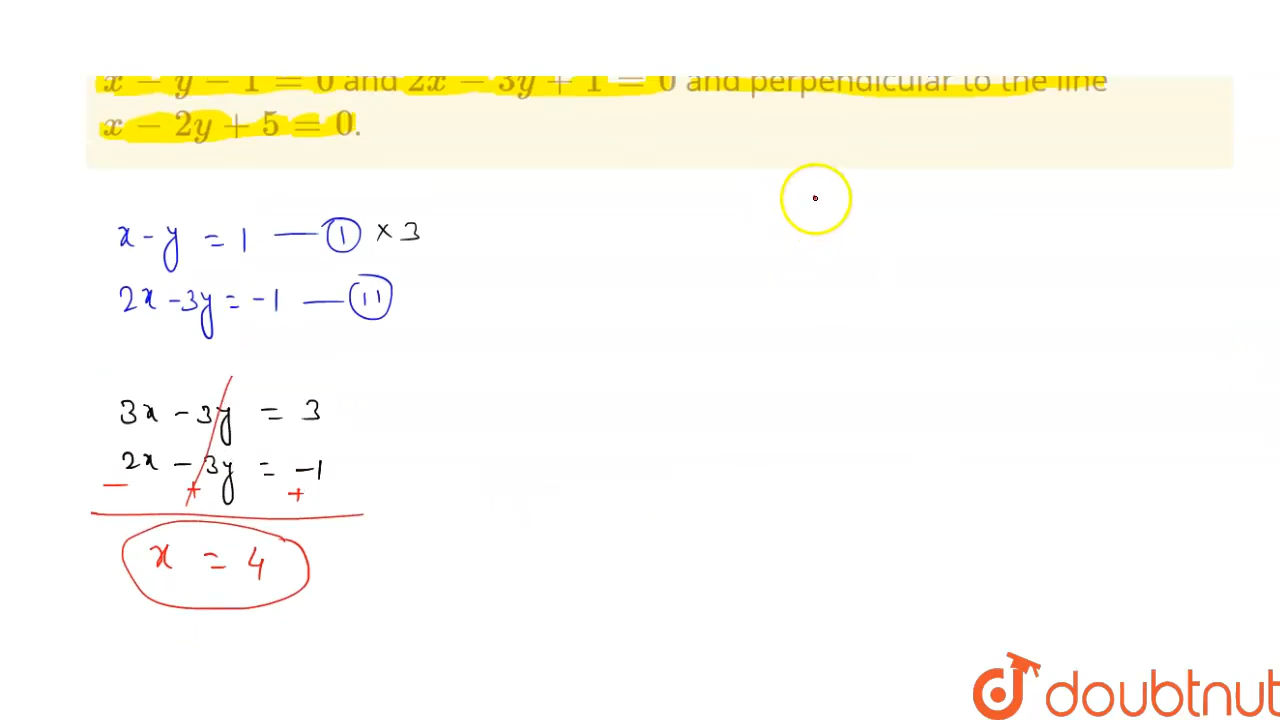 x − y − 1 = 0 and 2x − 3y + 1 = 0 and perpendicular to the line
x − 2y + 5 = 0.
x - y = 1 — (1) × 3
2x - 3y = -1 — (11)
3x - 3y = 3
2x - 3y = -1
− + +
x = 4
doubtnut